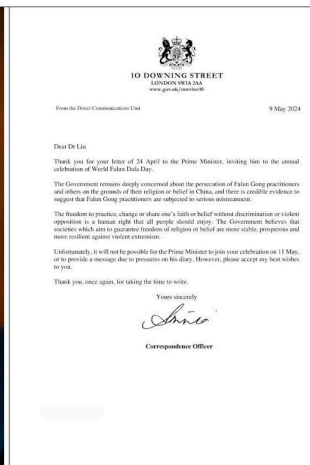 10 DOWNING STREET
LONDON SW1A 2AA
www.gov.uk/number10
From the Direct Communications Unit
9 May 2024
Dear Dr Liu
Thank you for your letter of 24 April to the Prime Minister, inviting him to the annual
celebration of World Falun Dafa Day.
The Government remains deeply concerned about the persecution of Falun Gong practitioners
and others on the grounds of their religion or belief in China, and there is credible evidence to
suggest that Falun Gong practitioners are subjected to serious mistreatment.
The freedom to practice, change or share one's faith or belief without discrimination or violent
opposition is a human right that all people should enjoy. The Government believes that
societies which aim to guarantee freedom of religion or belief are more stable, prosperous and
more resilient against violent extremism.
Unfortunately, it will not be possible for the Prime Minister to join your celebration on 11 May,
or to provide a message due to pressures on his diary. However, please accept my best wishes
to you.
Thank you, once again, for taking the time to write.
Yours sincerely
Correspondence Officer